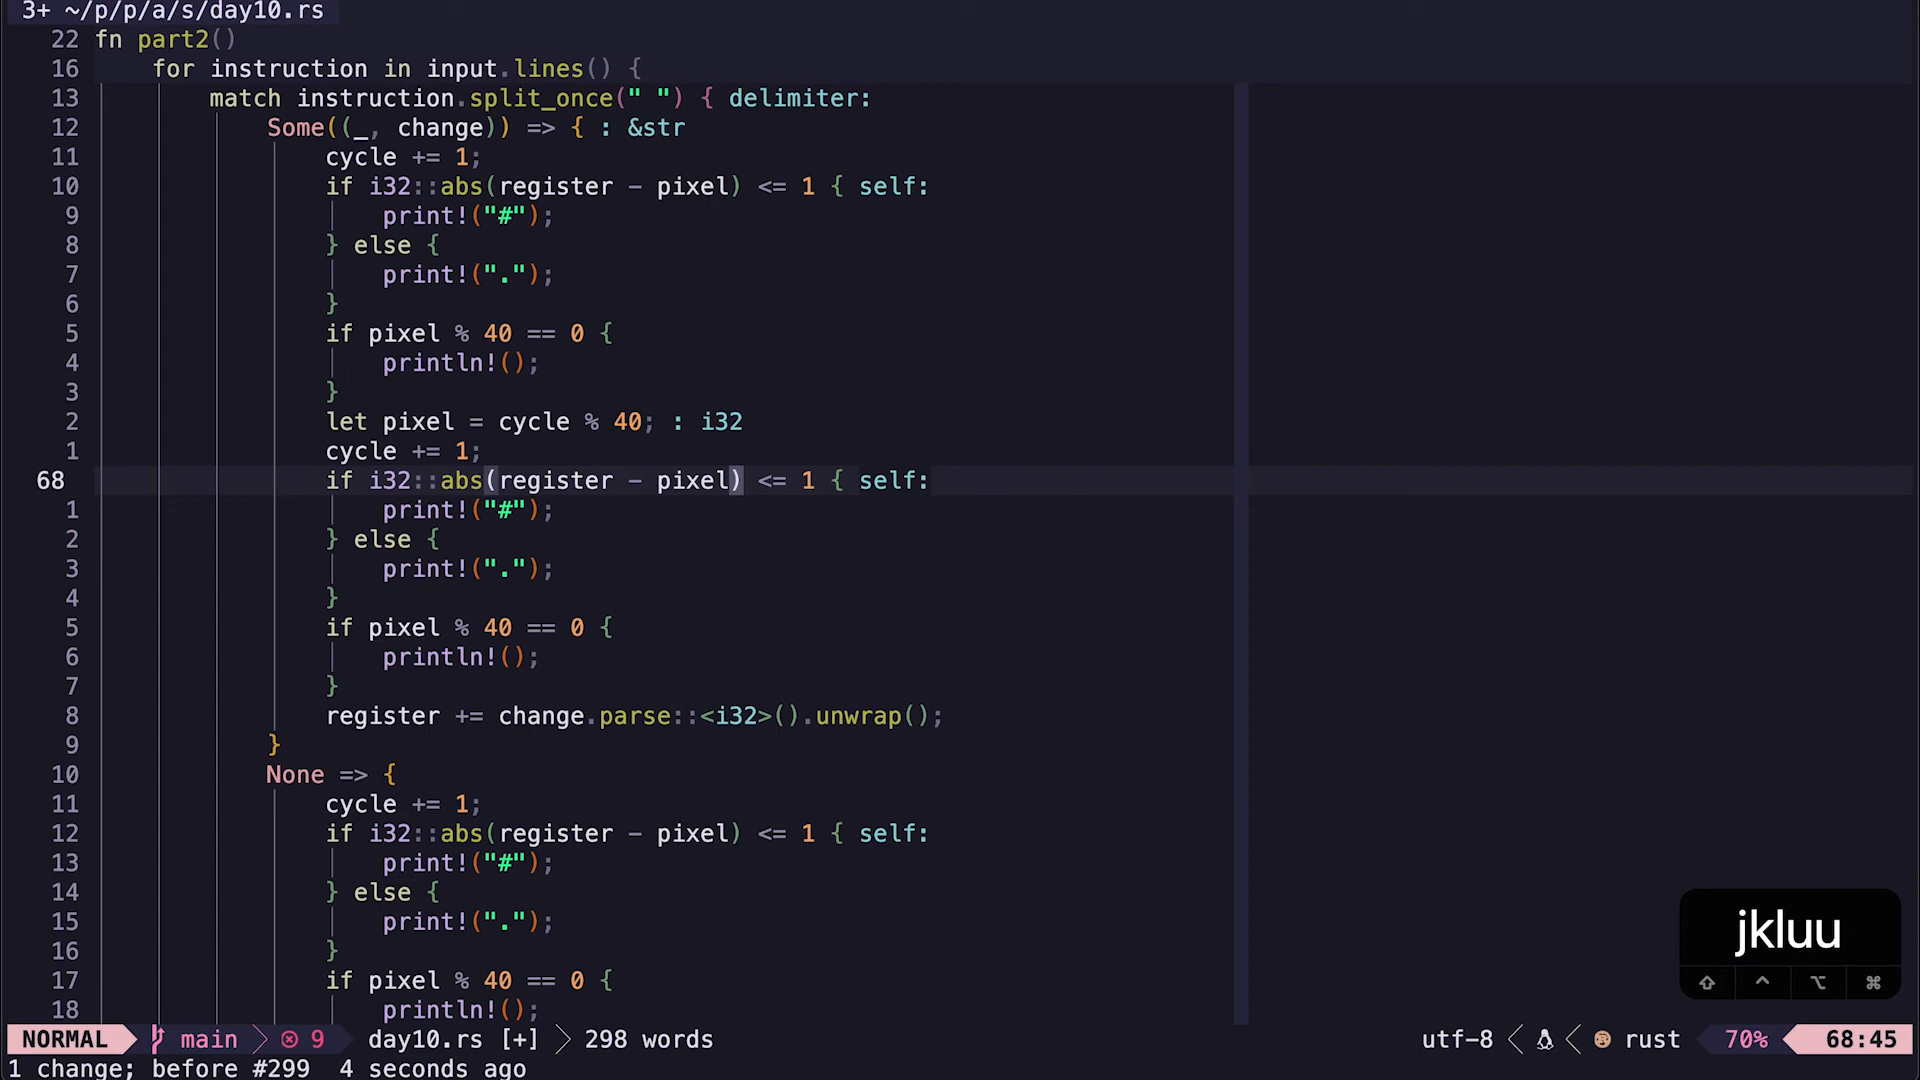 3+ ~/p/p/a/s/day10.rs
22 fn part2()
16 for instruction in input.lines() {
13 match instruction.split_once(" ") { delimiter:
12 Some((_, change)) => { : &str
11 cycle += 1;
10 if i32::abs(register - pixel) <= 1 { self:
9 print!("#");
8 } else {
7 print!(".");
6 }
5 if pixel % 40 == 0 {
4 println!();
3 }
2 let pixel = cycle % 40; : i32
1 cycle += 1;
68 if i32::abs(register - pixel) <= 1 { self:
1 print!("#");
2 } else {
3 print!(".");
4 }
5 if pixel % 40 == 0 {
6 println!();
7 }
8 register += change.parse::<i32>().unwrap();
9 }
10 None => {
11 cycle += 1;
12 if i32::abs(register - pixel) <= 1 { self:
13 print!("#");
14 } else {
15 print!(".");
16 }
17 if pixel % 40 == 0 {
18 println!();
jkluu
NORMAL main 9 day10.rs [+] 298 words utf-8 rust 70% 68:45
1 change; before #299 4 seconds ago